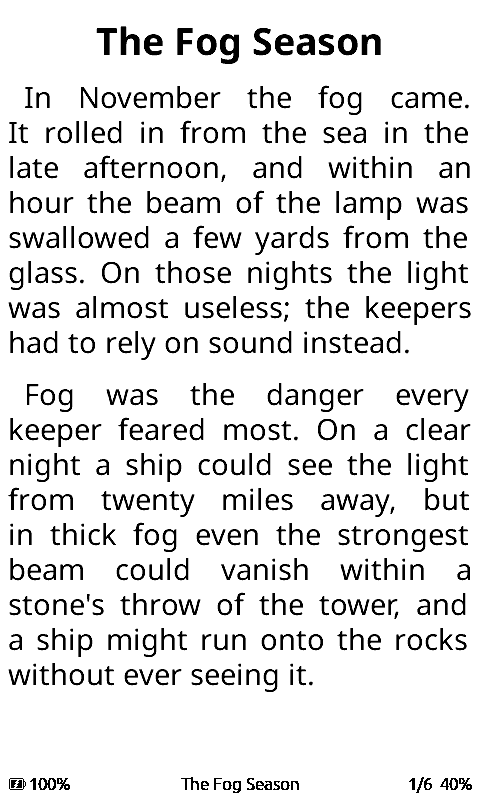 The Fog Season
In November the fog came.
It rolled in from the sea in the
late afternoon, and within an
hour the beam of the lamp was
swallowed a few yards from the
glass. On those nights the light
was almost useless; the keepers
had to rely on sound instead.
Fog was the danger every
keeper feared most. On a clear
night a ship could see the light
from twenty miles away, but
in thick fog even the strongest
beam could vanish within a
stone's throw of the tower, and
a ship might run onto the rocks
without ever seeing it.
100% The Fog Season 1/6 40%